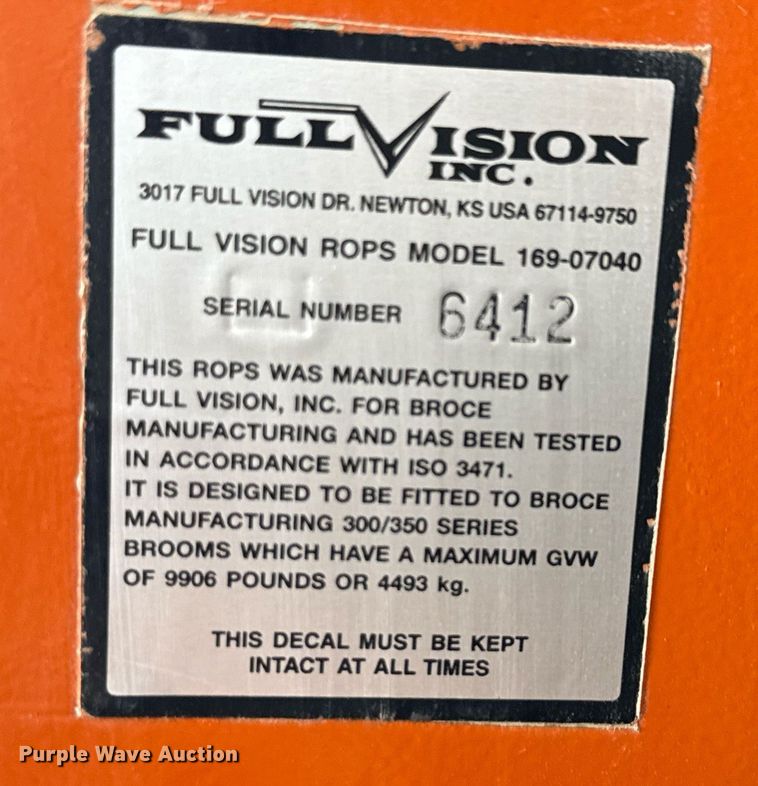 FULL VISION
INC.
3017 FULL VISION DR. NEWTON, KS USA 67114-9750
FULL VISION ROPS MODEL 169-07040
SERIAL NUMBER 6412
THIS ROPS WAS MANUFACTURED BY
FULL VISION, INC. FOR BROCE
MANUFACTURING AND HAS BEEN TESTED
IN ACCORDANCE WITH ISO 3471.
IT IS DESIGNED TO BE FITTED TO BROCE
MANUFACTURING 300/350 SERIES
BROOMS WHICH HAVE A MAXIMUM GVW
OF 9906 POUNDS OR 4493 kg.
THIS DECAL MUST BE KEPT
INTACT AT ALL TIMES
Purple Wave Auction